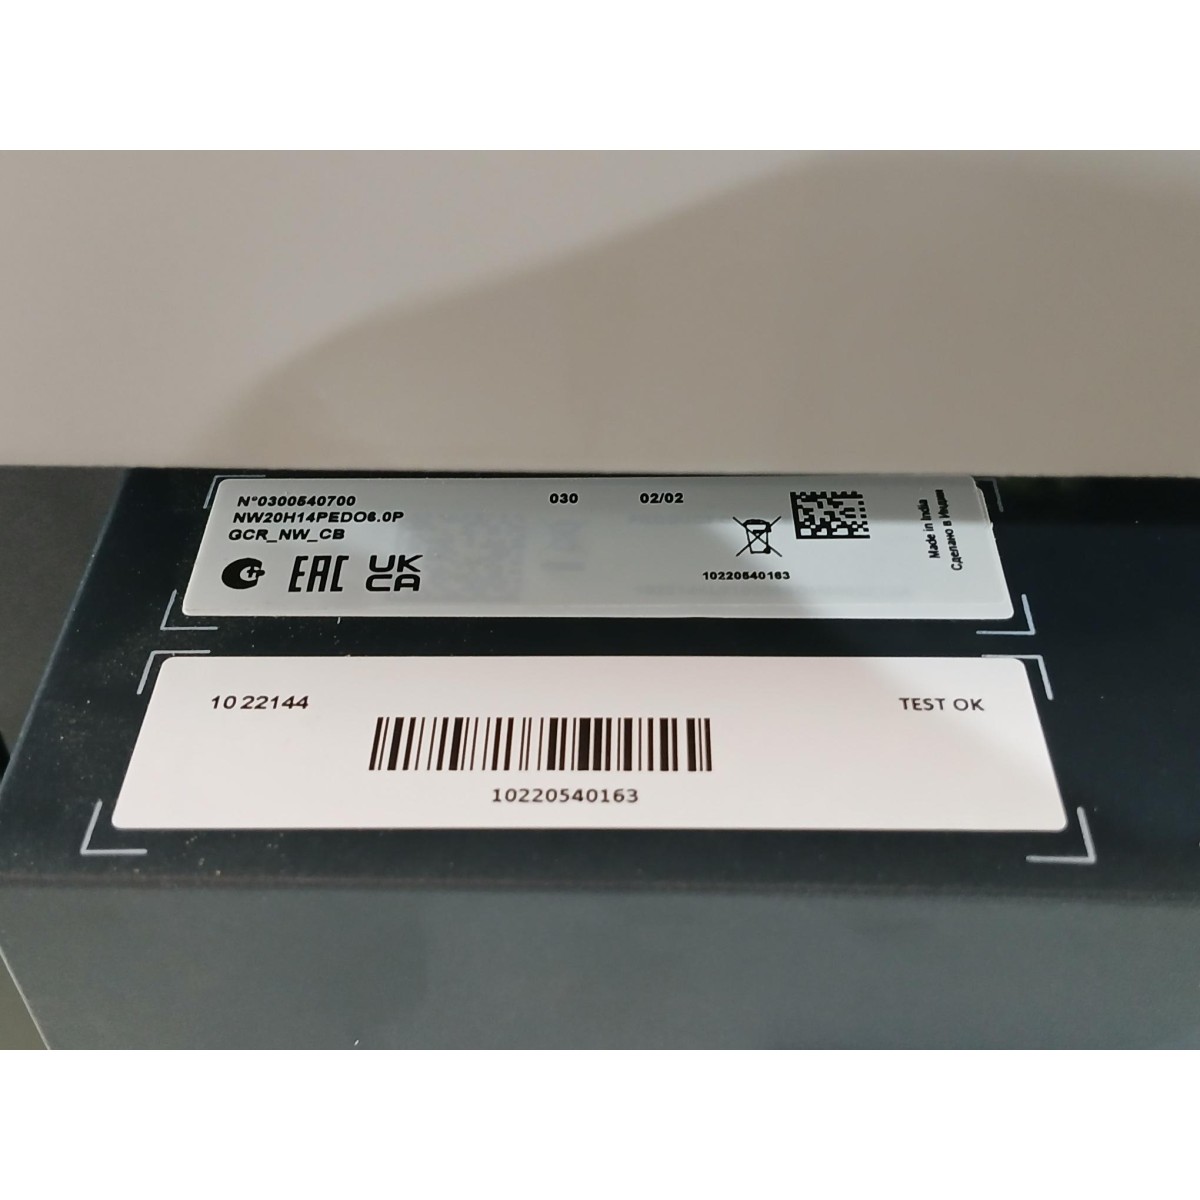 N°0300540700 030 02/02
NW20H14PEDO6.0P
GCR_NW_CB
EAC UK
CA
10220540163
Made in India
Сделано в Индии
10 22144 TEST OK
10220540163